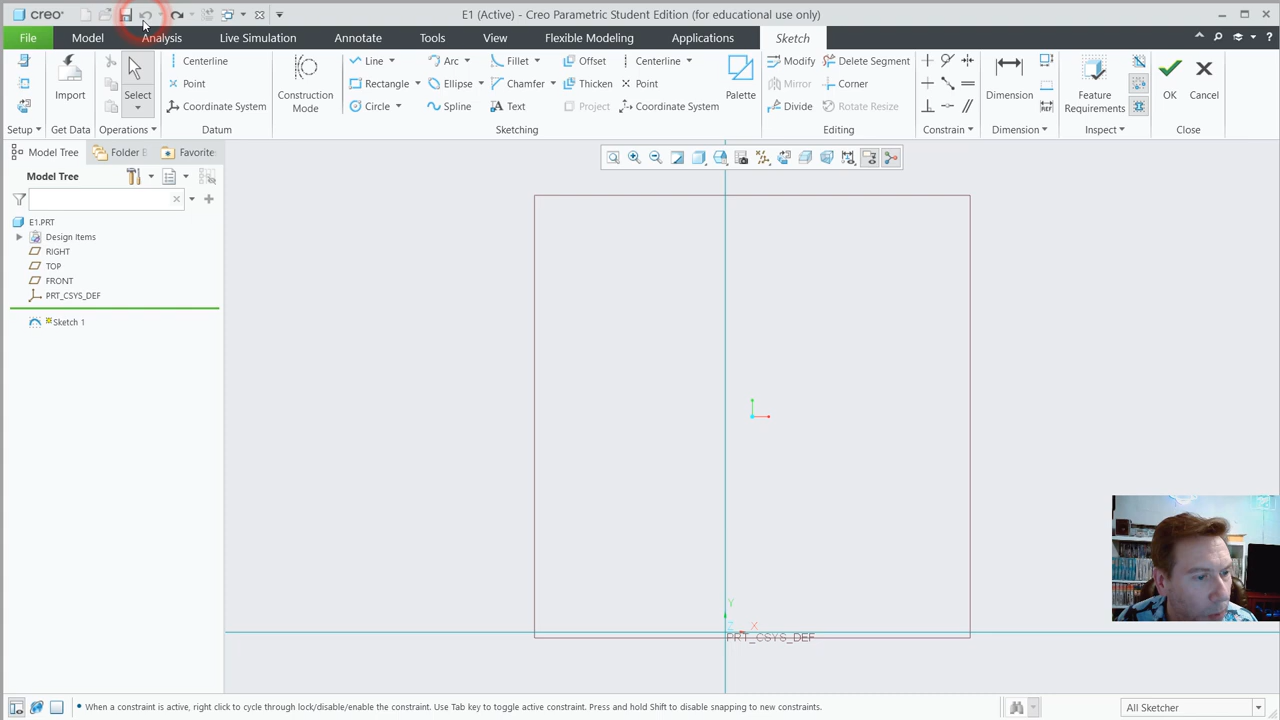 creo
E1 (Active) - Creo Parametric Student Edition (for educational use only)
File Model Analysis Live Simulation Annotate Tools View Flexible Modeling Applications Sketch
Import
Select
Centerline
Point
Coordinate System
Construction Mode
Line Arc Fillet Offset Centerline
Rectangle Ellipse Chamfer Thicken Point
Circle Spline Text Project Coordinate System
Palette
Modify Delete Segment
Mirror Corner
Divide Rotate Resize
Dimension
Feature Requirements
OK Cancel
Setup Get Data Operations Datum Sketching Editing Constrain Dimension Inspect Close
Model Tree Folder B Favorite
Model Tree
E1.PRT
Design Items
RIGHT
TOP
FRONT
PRT_CSYS_DEF
Sketch 1
Y
Z X
PRT_CSYS_DEF
When a constraint is active, right click to cycle through lock/disable/enable the constraint. Use Tab key to toggle active constraint. Press and hold Shift to disable snapping to new constraints.
All Sketcher